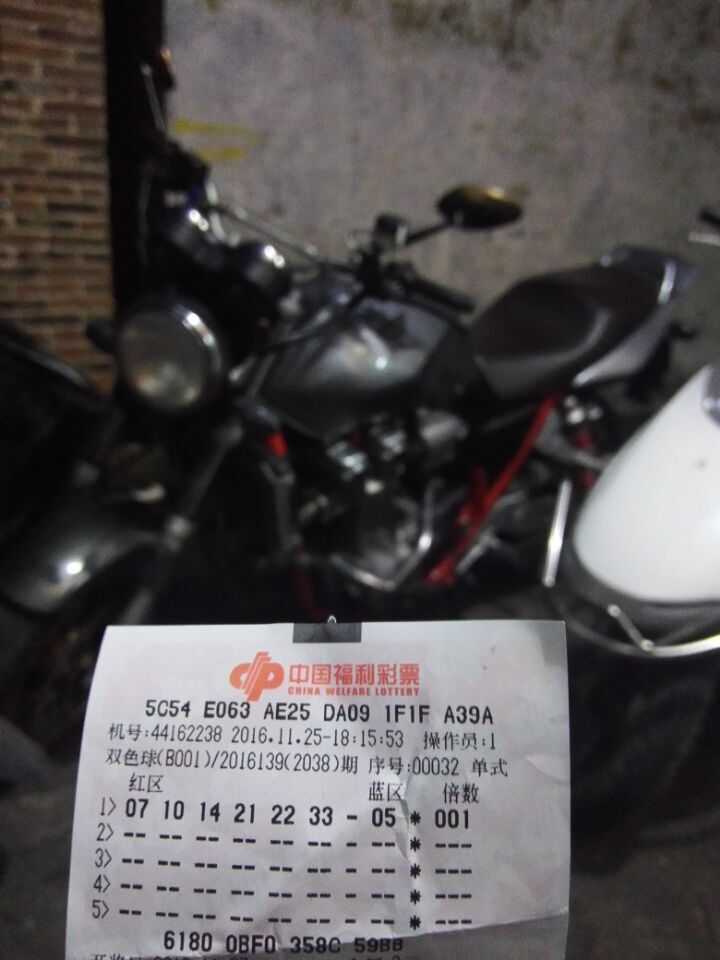 中国福利彩票
CHINA WELFARE LOTTERY
5C54 E063 AE25 DA09 1F1F A39A
机号:44162238 2016.11.25-18:15:53 操作员:1
双色球(B001)/2016139(2038)期 序号:00032 单式
红区 蓝区 倍数
1> 07 10 14 21 22 33 - 05 * 001
2> -- -- -- -- -- -- - -- * ---
3> -- -- -- -- -- -- - -- * ---
4> -- -- -- -- -- -- - -- * ---
5> -- -- -- -- -- -- - -- * ---
6180 0BF0 358C 59BB